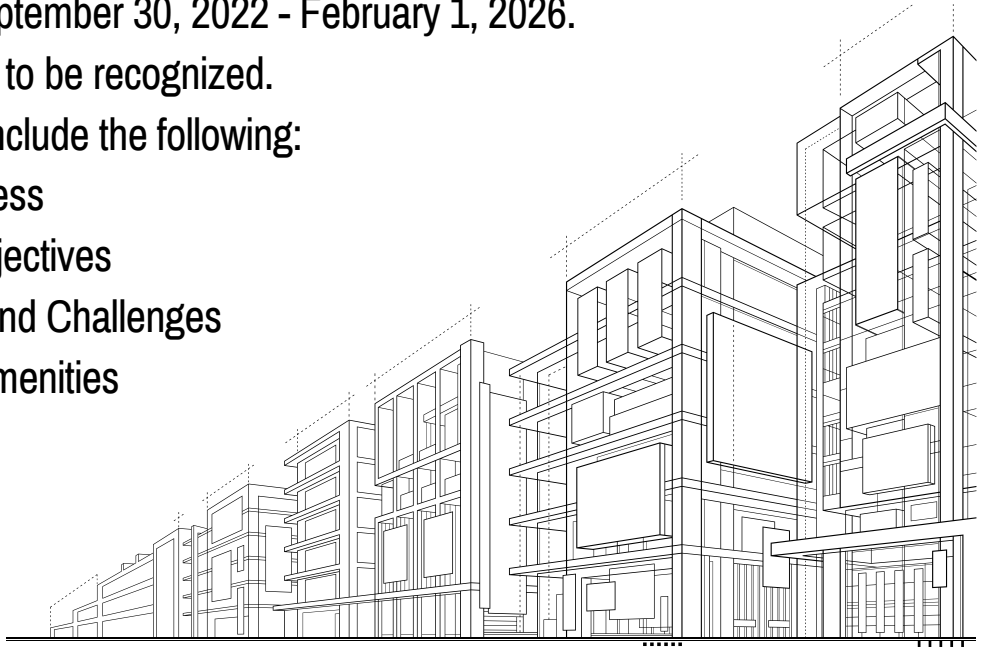 ptember 30, 2022 - February 1, 2026.
to be recognized.
nclude the following:
ess
jectives
nd Challenges
menities